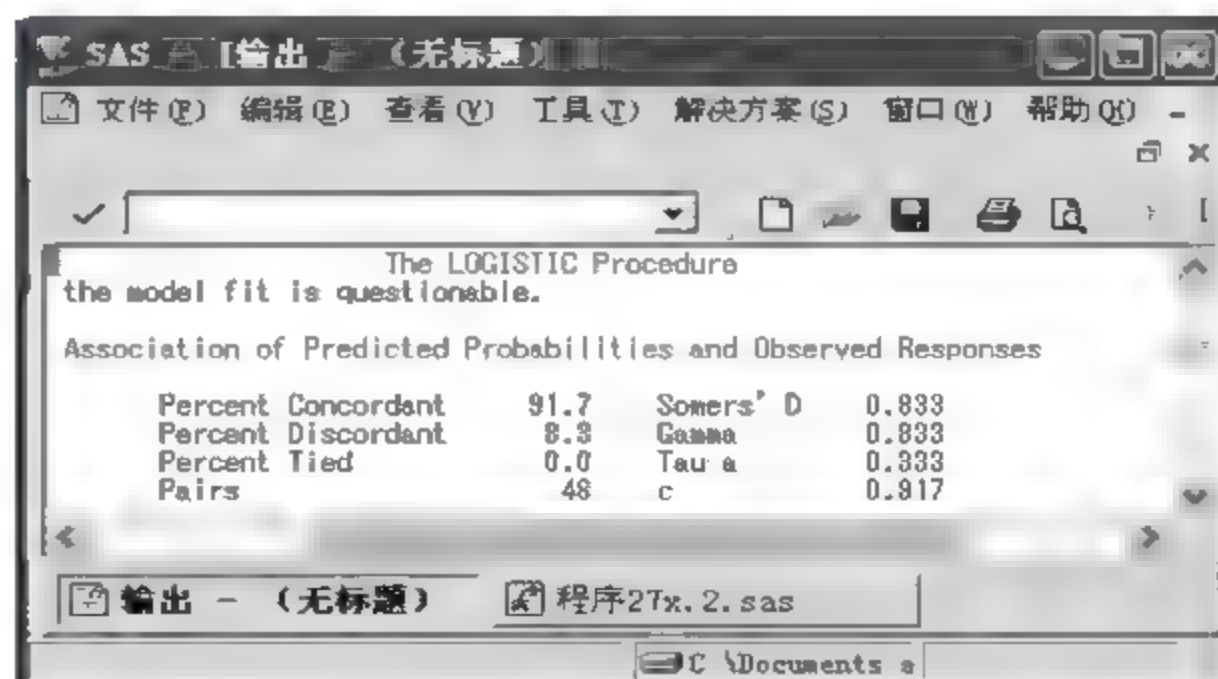 SAS [输出 (无标题)
文件(F) 编辑(E) 查看(V) 工具(T) 解决方案(S) 窗口(W) 帮助(H)
The LOGISTIC Procedure
the model fit is questionable.
Association of Predicted Probabilities and Observed Responses
Percent Concordant 91.7 Somers' D 0.833
Percent Discordant 8.3 Gamma 0.833
Percent Tied 0.0 Tau a 0.333
Pairs 48 c 0.917
输出 - (无标题) 程序27x.2.sas
C \Documents a